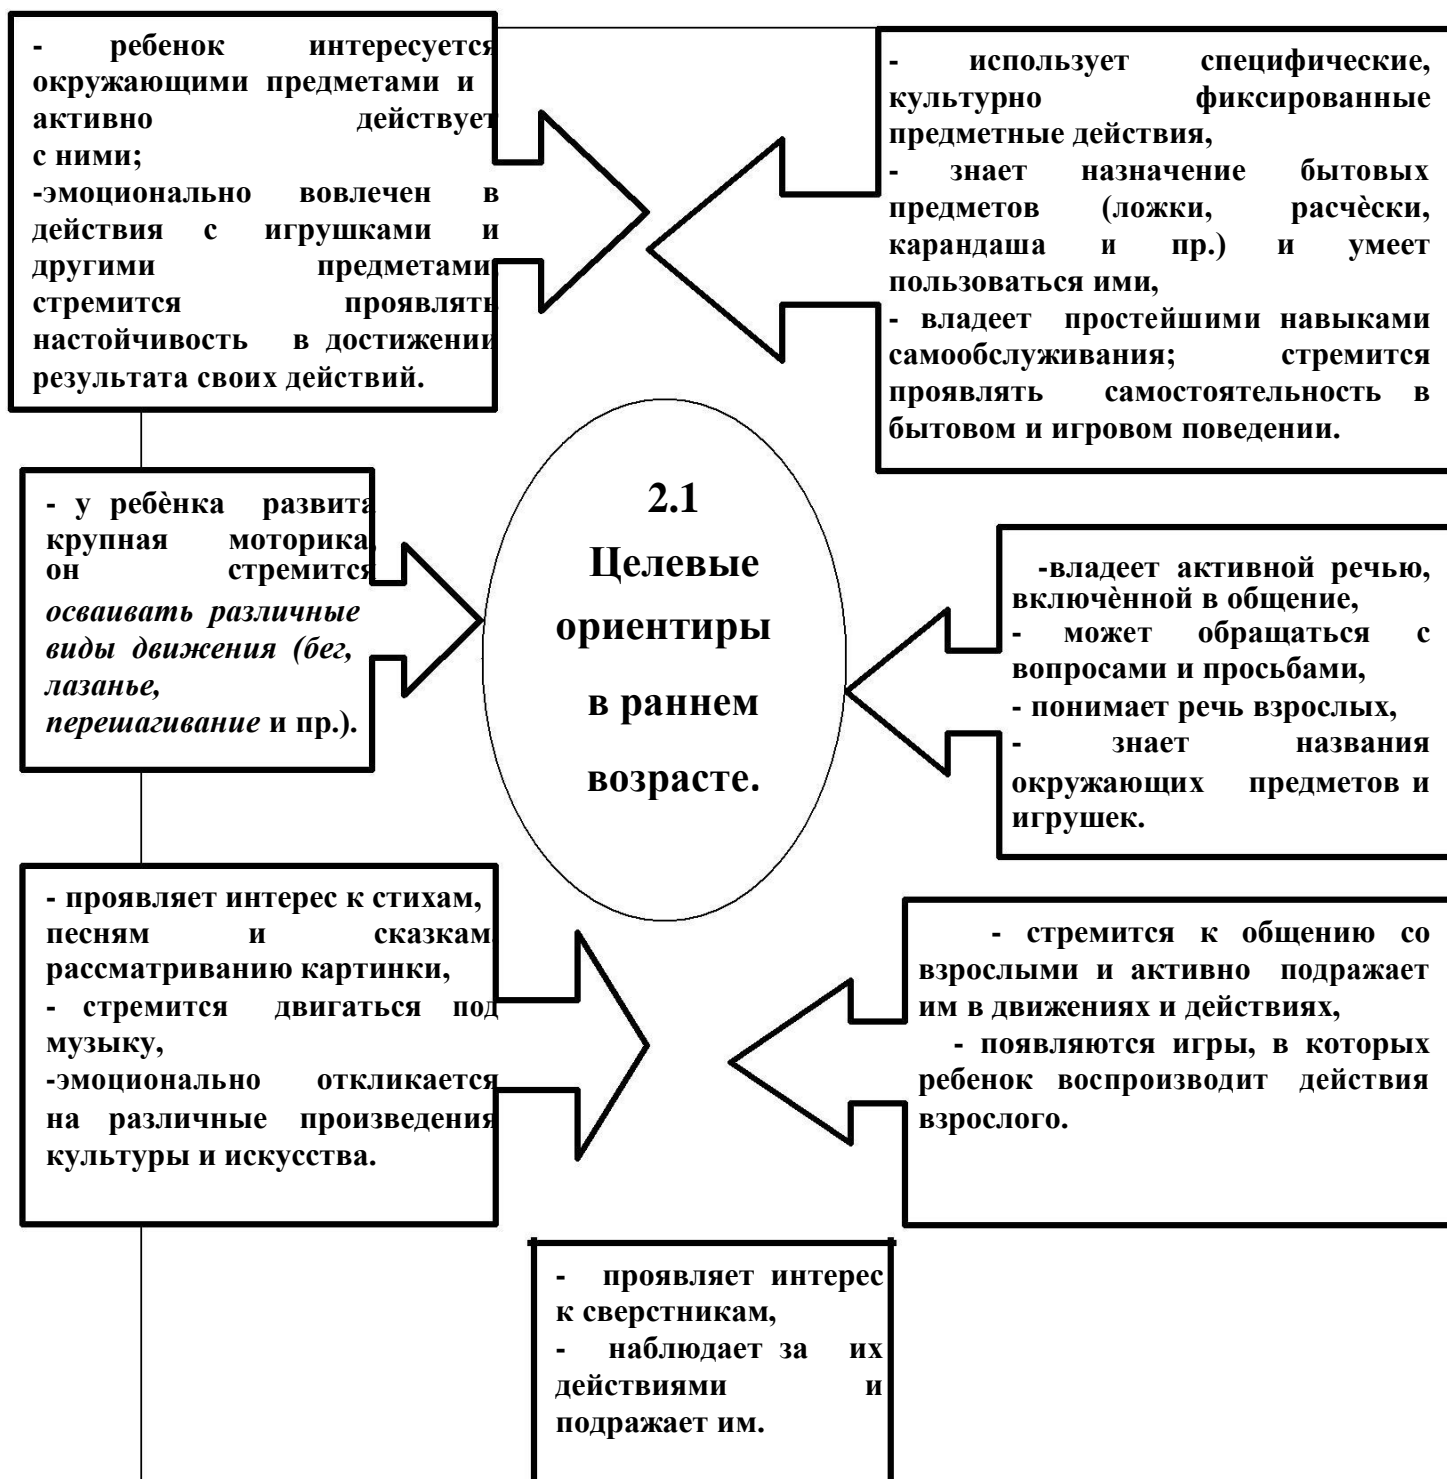 - ребенок интересуется
окружающими предметами и
активно действует
с ними;
-эмоционально вовлечен в
действия с игрушками и
другими предметами,
стремится проявлять
настойчивость в достижении
результата своих действий.
- использует специфические,
культурно фиксированные
предметные действия,
- знает назначение бытовых
предметов (ложки, расчѐски,
карандаша и пр.) и умеет
пользоваться ими,
- владеет простейшими навыками
самообслуживания; стремится
проявлять самостоятельность в
бытовом и игровом поведении.
- у ребѐнка развита
крупная моторика,
он стремится
осваивать различные
виды движения (бег,
лазанье,
перешагивание и пр.).
2.1
Целевые
ориентиры
в раннем
возрасте.
-владеет активной речью,
включѐнной в общение,
- может обращаться с
вопросами и просьбами,
- понимает речь взрослых,
- знает названия
окружающих предметов и
игрушек.
- проявляет интерес к стихам,
песням и сказкам,
рассматриванию картинки,
- стремится двигаться под
музыку,
-эмоционально откликается
на различные произведения
культуры и искусства.
- стремится к общению со
взрослыми и активно подражает
им в движениях и действиях,
- появляются игры, в которых
ребенок воспроизводит действия
взрослого.
- проявляет интерес
к сверстникам,
- наблюдает за их
действиями и
подражает им.